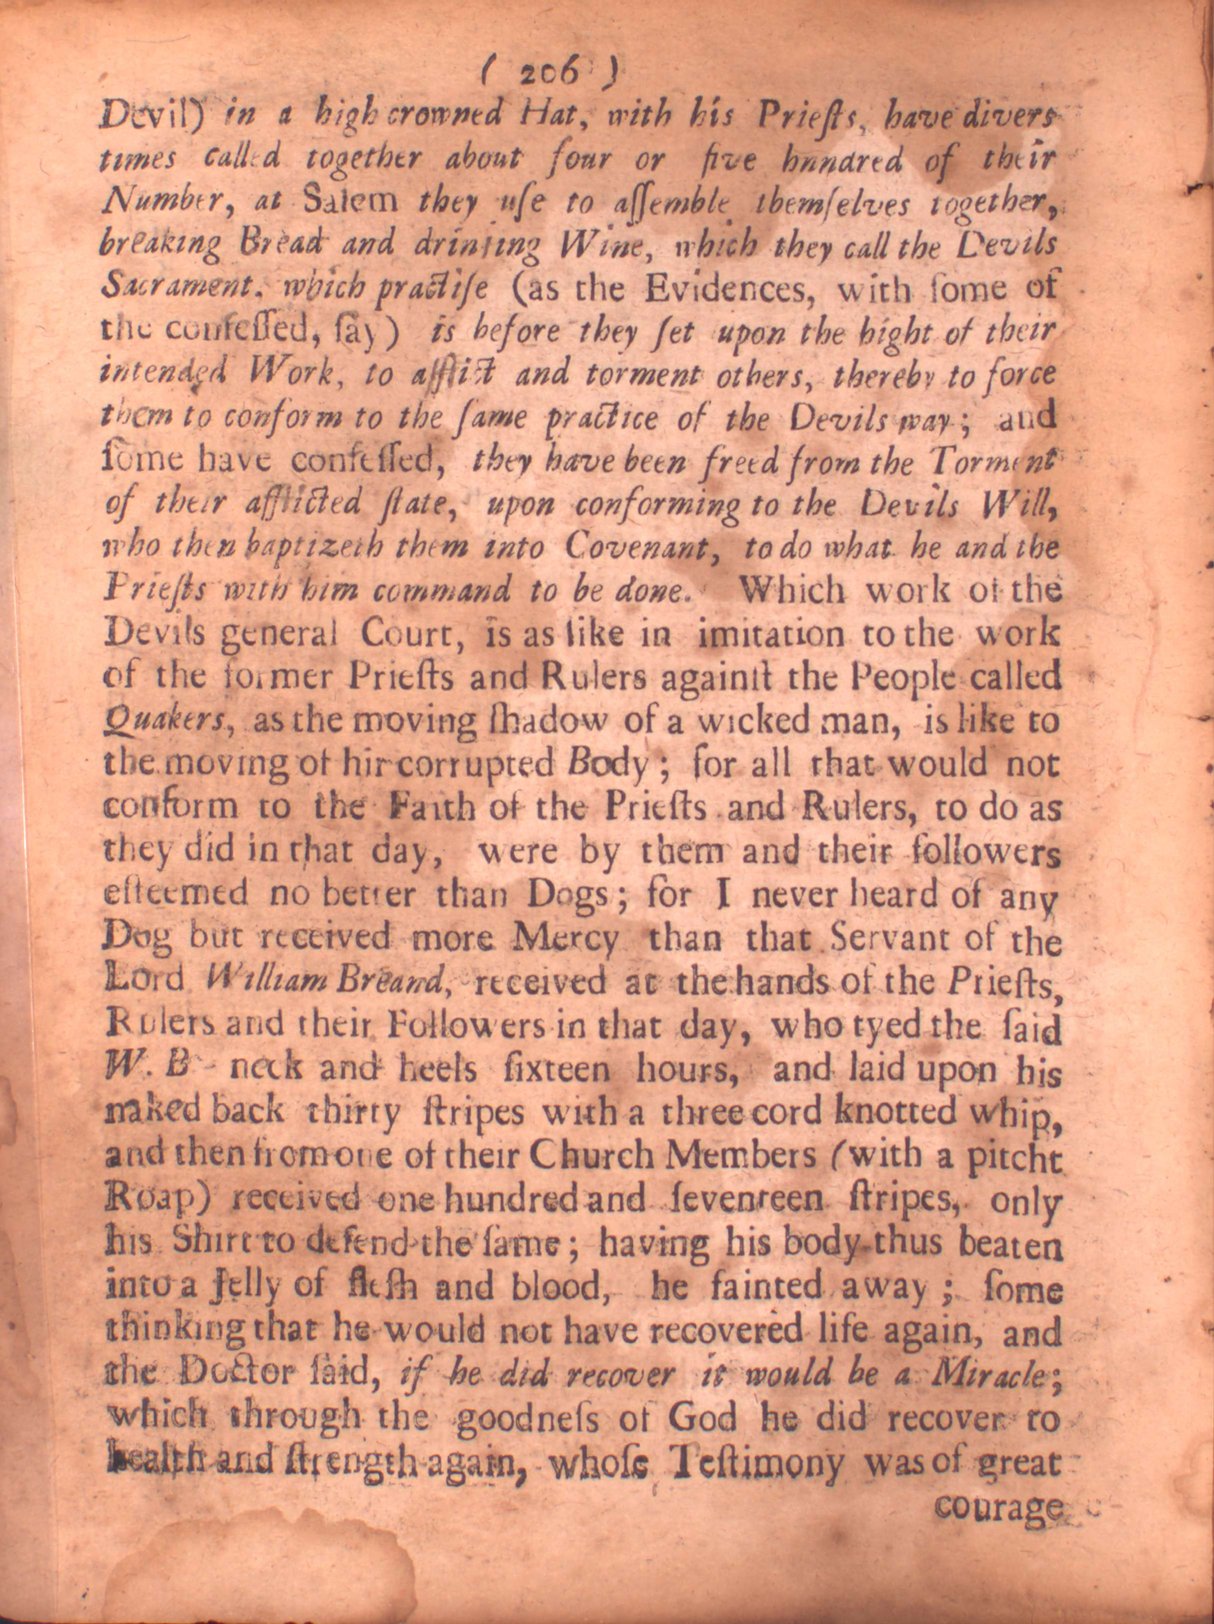 ( 206 )
Devil) in a high crowned Hat, with his Prieſts, have divers
times called together about four or five hnndred of their
Number, at Salem they uſe to aſſemble themſelves together,
breaking Bread and drinking Wine, which they call the Devils
Sacrament. which practiſe (as the Evidences, with ſome of
the confeſſed, ſay) is before they ſet upon the hight of their
intended Work, to afflict and torment others, thereby to force
them to conform to the ſame practice of the Devils way; and
ſome have confeſſed, they have been freed from the Torment
of their afflicted ſtate, upon conforming to the Devils Will,
who then baptizeth them into Covenant, to do what he and the
Prieſts with him command to be done. Which work of the
Devils general Court, is as like in imitation to the work
of the former Prieſts and Rulers againſt the People called
Quakers, as the moving ſhadow of a wicked man, is like to
the moving of hir corrupted Body; for all that would not
conform to the Faith of the Prieſts and Rulers, to do as
they did in that day, were by them and their followers
eſteemed no better than Dogs; for I never heard of any
Dog but received more Mercy than that Servant of the
Lord William Breand, received at the hands of the Prieſts,
Rulers and their Followers in that day, who tyed the ſaid
W. B neck and heels ſixteen hours, and laid upon his
naked back thirty ſtripes with a three cord knotted whip,
and then from one of their Church Members (with a pitcht
Roap) received one hundred and ſeventeen ſtripes, only
his Shirt to defend the ſame; having his body thus beaten
into a Jelly of fleſh and blood, he fainted away; ſome
thinking that he would not have recovered life again, and
the Doctor ſaid, if he did recover it would be a Miracle;
which through the goodneſs of God he did recover to
health and ſtrength again, whoſe Teſtimony was of great
courage